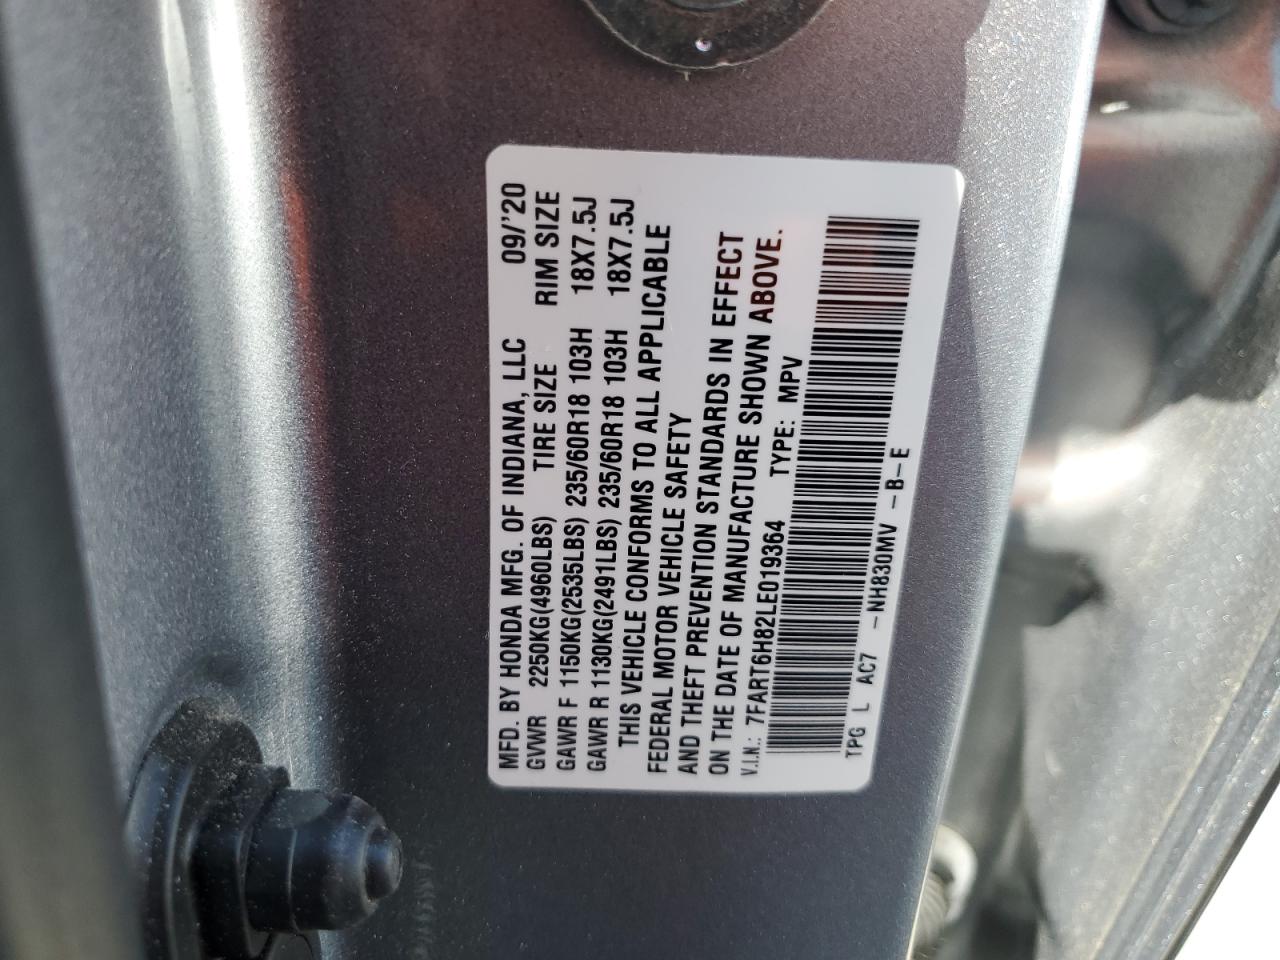 MFD. BY HONDA MFG. OF INDIANA, LLC 09/'20
GVWR 2250KG(4960LBS) TIRE SIZE RIM SIZE
GAWR F 1150KG(2535LBS) 235/60R18 103H 18X7.5J
GAWR R 1130KG(2491LBS) 235/60R18 103H 18X7.5J
THIS VEHICLE CONFORMS TO ALL APPLICABLE
FEDERAL MOTOR VEHICLE SAFETY
AND THEFT PREVENTION STANDARDS IN EFFECT
ON THE DATE OF MANUFACTURE SHOWN ABOVE.
V.I.N.: 7FART6H82LE019364 TYPE: MPV
TPG L AC7 -NH830MV -B-E